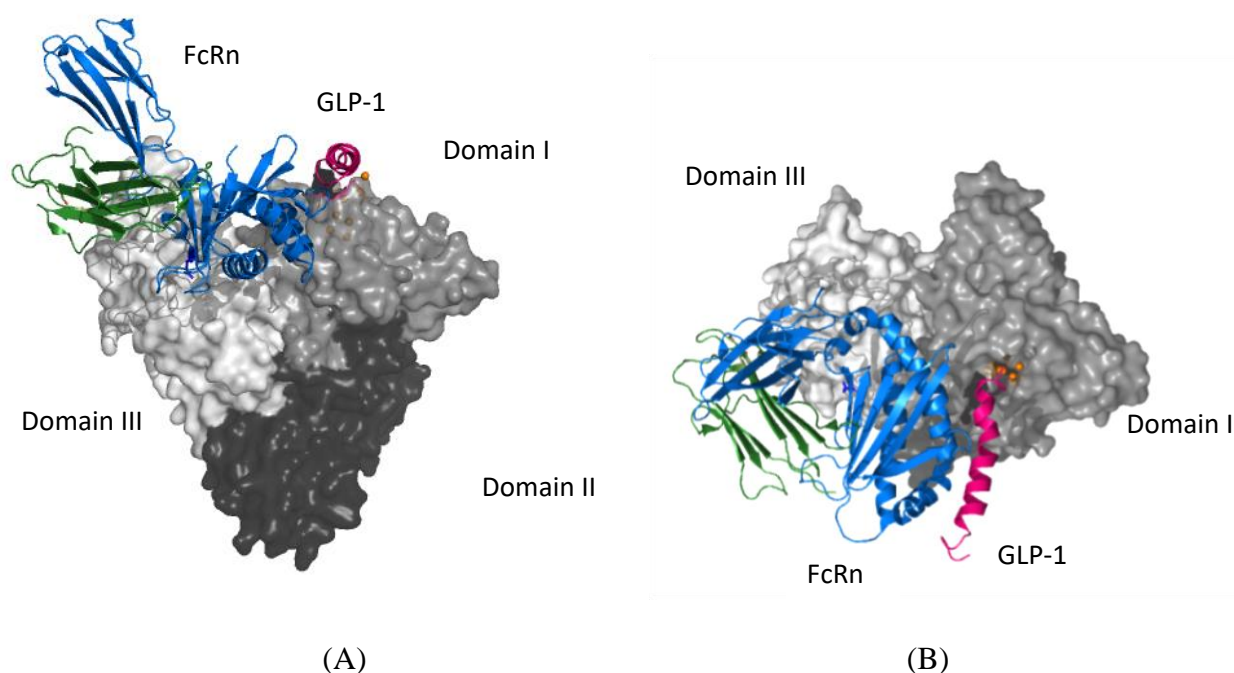 FcRn
GLP-1
Domain I
Domain III
Domain II
(A)
Domain III
Domain I
GLP-1
FcRn
(B)